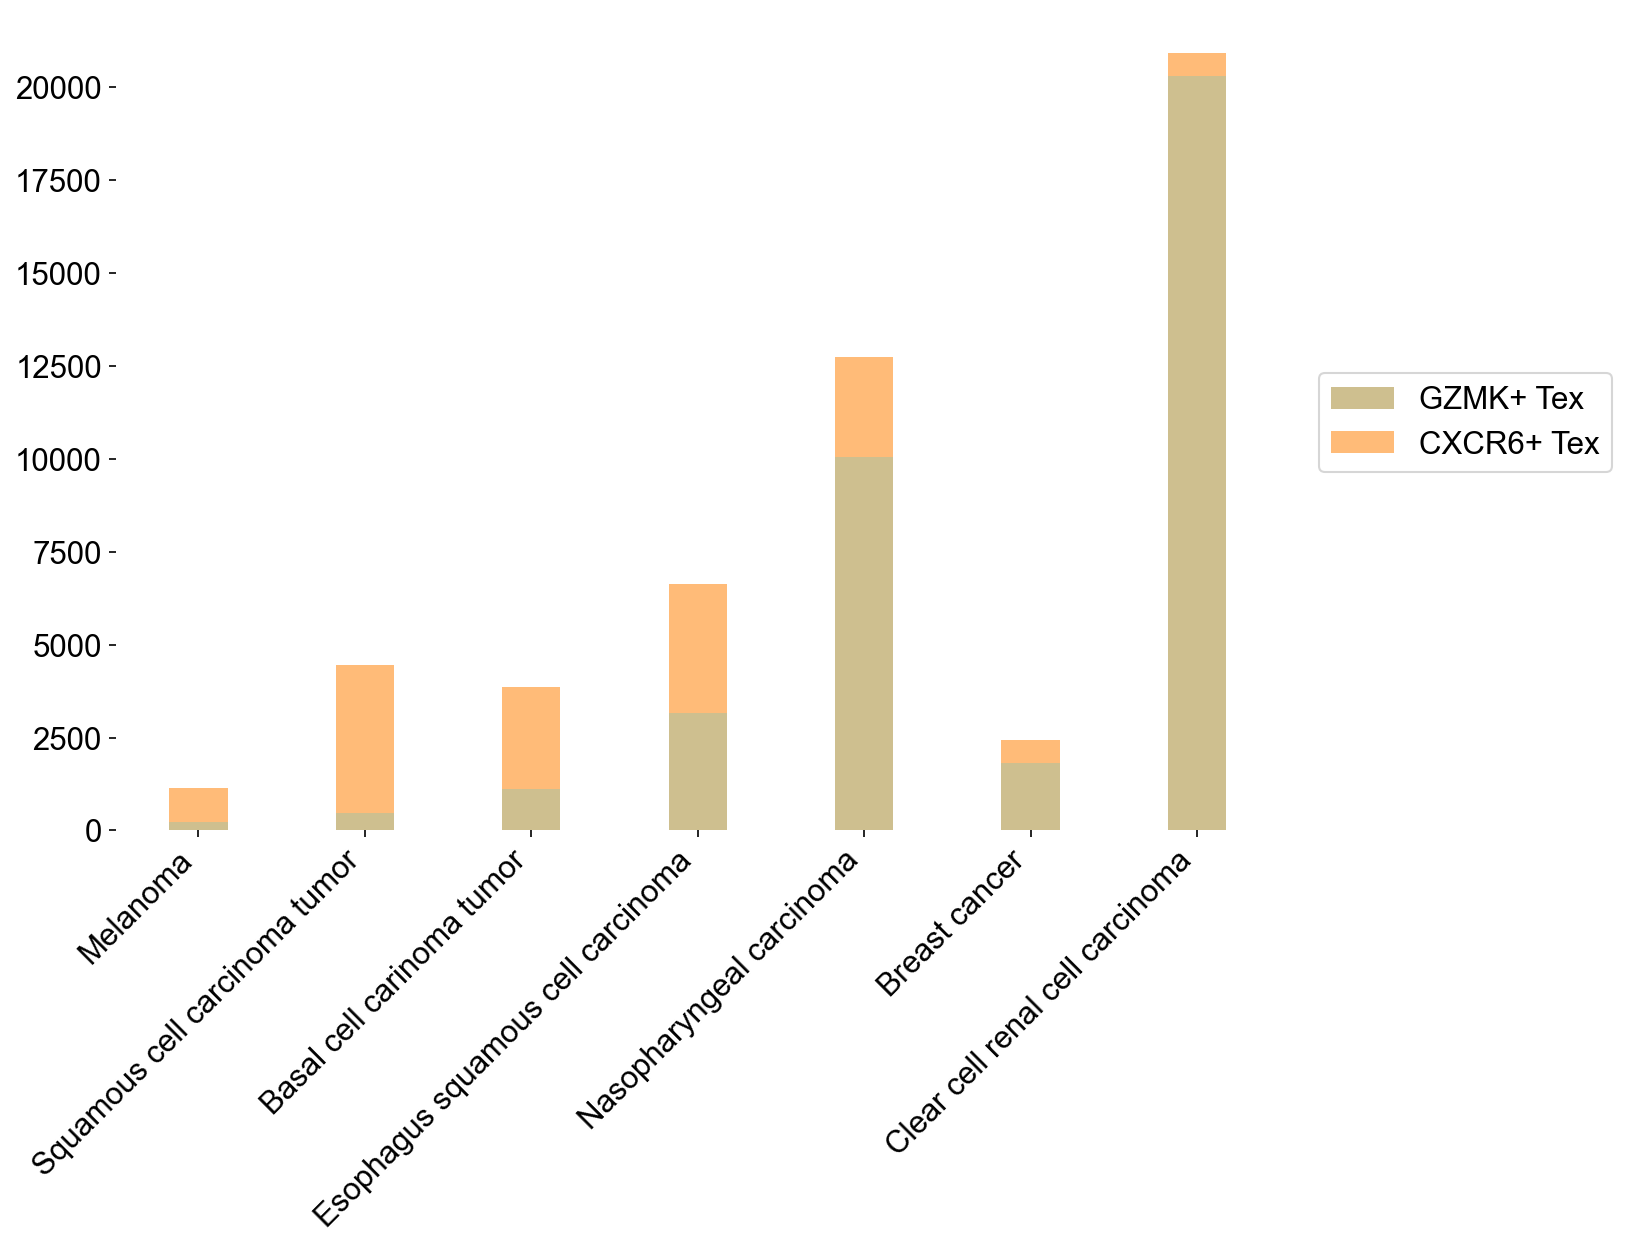 20000
17500
15000
12500
10000
7500
5000
2500
0
GZMK+ Tex
CXCR6+ Tex
Melanoma
Squamous cell carcinoma tumor
Basal cell carinoma tumor
Esophagus squamous cell carcinoma
Nasopharyngeal carcinoma
Breast cancer
Clear cell renal cell carcinoma